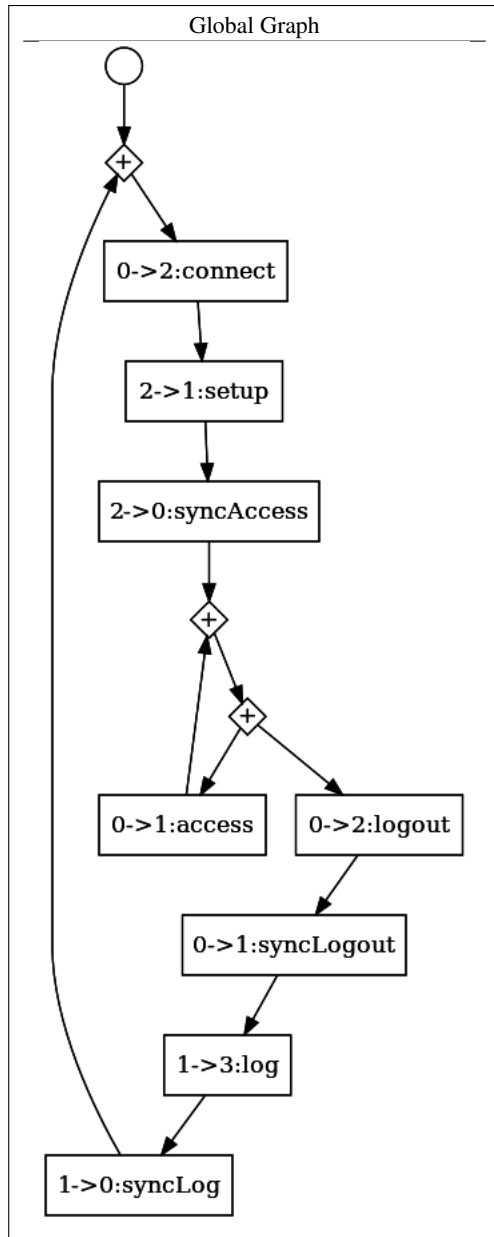 Global Graph
+
0->2:connect
2->1:setup
2->0:syncAccess
+
+
0->1:access
0->2:logout
0->1:syncLogout
1->3:log
1->0:syncLog